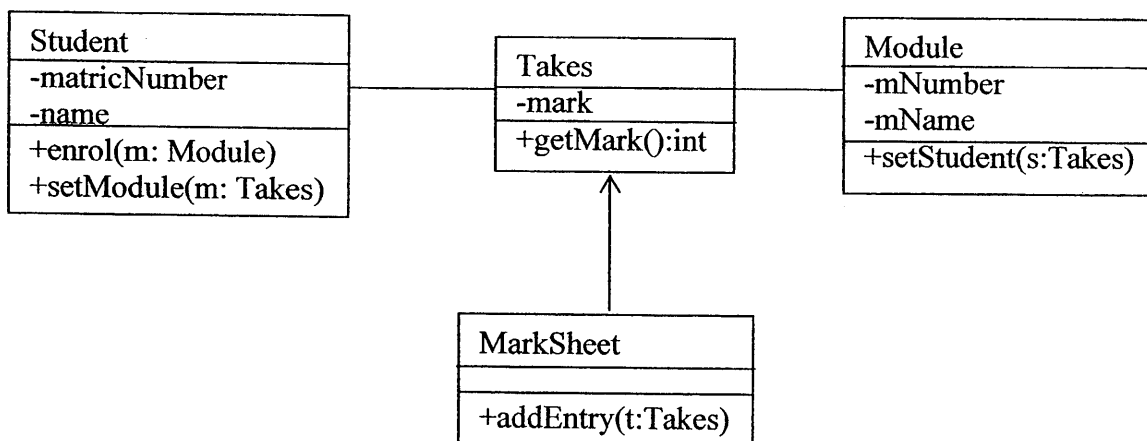 Student
-matricNumber
-name
+enrol(m: Module)
+setModule(m: Takes)
Takes
-mark
+getMark():int
Module
-mNumber
-mName
+setStudent(s:Takes)
MarkSheet
+addEntry(t:Takes)